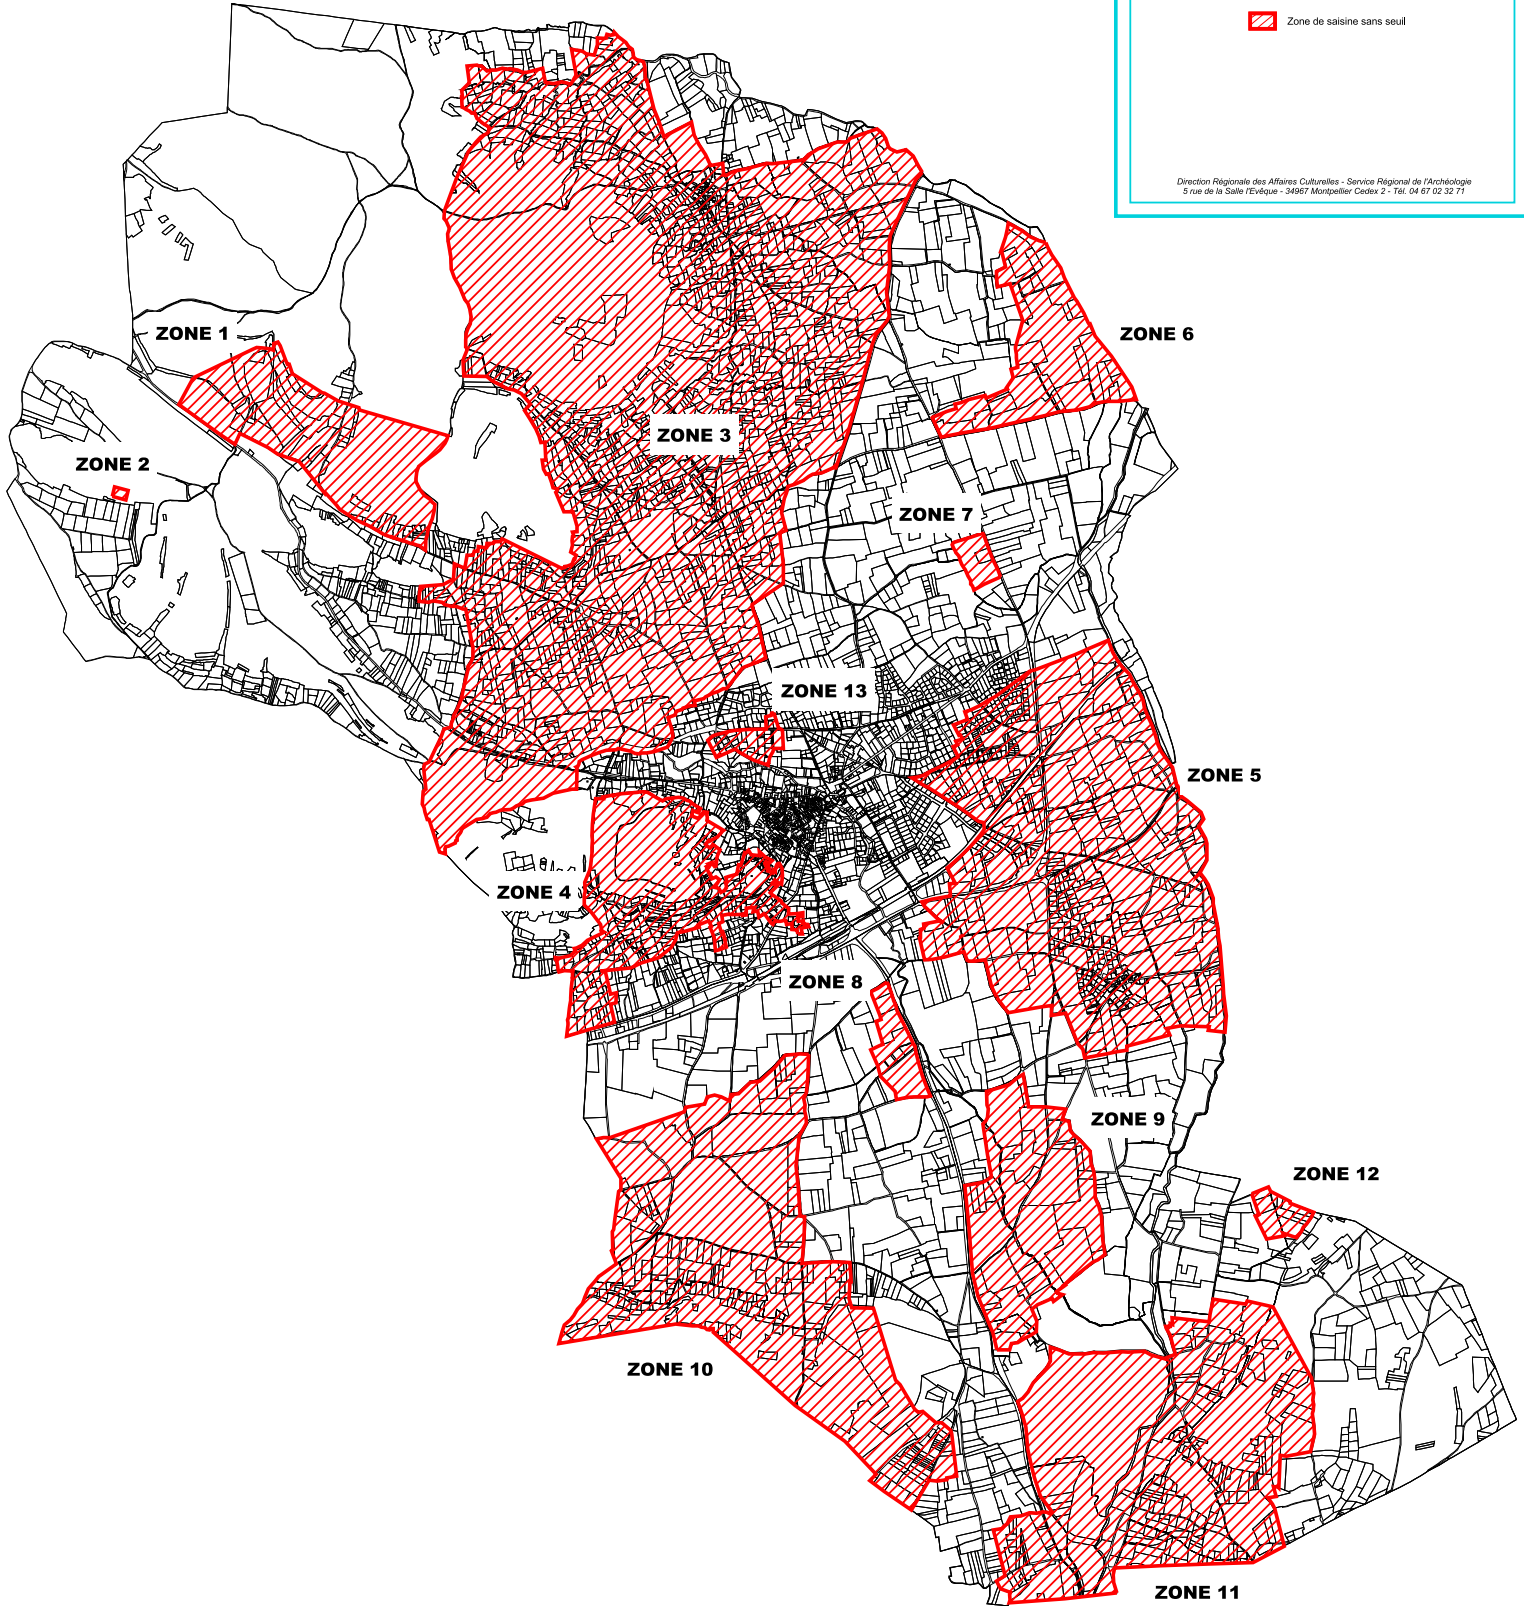 Zone de saisine sans seuil
Direction Régionale des Affaires Culturelles - Service Régional de l'Archéologie
5 rue de la Salle l'Evêque - 34967 Montpellier Cedex 2 - Tél. 04 67 02 32 71
ZONE 1
ZONE 6
ZONE 3
ZONE 2
ZONE 7
ZONE 13
ZONE 5
ZONE 4
ZONE 8
ZONE 9
ZONE 12
ZONE 10
ZONE 11